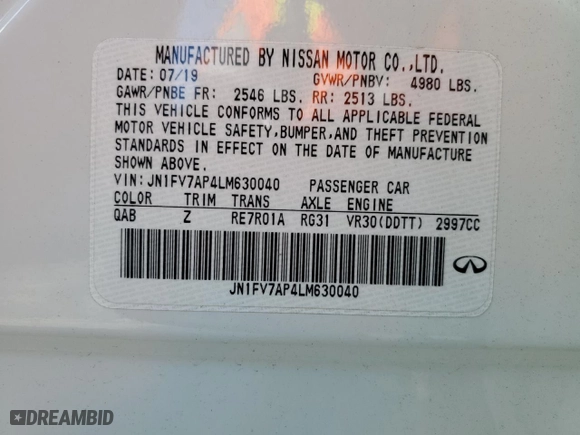 MANUFACTURED BY NISSAN MOTOR CO.,LTD.
DATE: 07/19 GVWR/PNBV: 4980 LBS.
GAWR/PNBE FR: 2546 LBS. RR: 2513 LBS.
THIS VEHICLE CONFORMS TO ALL APPLICABLE FEDERAL
MOTOR VEHICLE SAFETY,BUMPER,AND THEFT PREVENTION
STANDARDS IN EFFECT ON THE DATE OF MANUFACTURE
SHOWN ABOVE.
VIN: JN1FV7AP4LM630040 PASSENGER CAR
COLOR TRIM TRANS AXLE ENGINE
QAB Z RE7R01A RG31 VR30(DDTT) 2997CC
JN1FV7AP4LM630040
DREAMBID